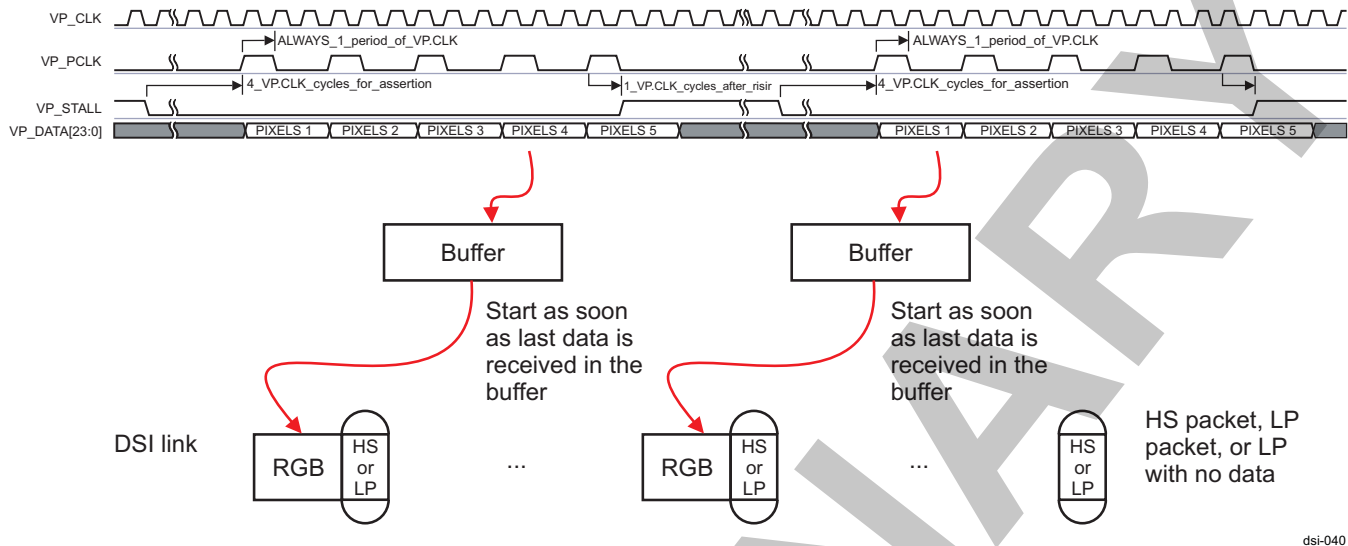 VP_CLK
ALWAYS_1_period_of_VP.CLK
ALWAYS_1_period_of_VP.CLK
VP_PCLK
4_VP.CLK_cycles_for_assertion
1_VP.CLK_cycles_after_risir
4_VP.CLK_cycles_for_assertion
VP_STALL
VP_DATA[23:0]
PIXELS 1
PIXELS 2
PIXELS 3
PIXELS 4
PIXELS 5
PIXELS 1
PIXELS 2
PIXELS 3
PIXELS 4
PIXELS 5
Buffer
Buffer
Start as soon
as last data is
received in the
buffer
Start as soon
as last data is
received in the
buffer
DSI link
RGB
HS
or
LP
...
RGB
HS
or
LP
...
HS
or
LP
HS packet, LP
packet, or LP
with no data
dsi-040
NARY